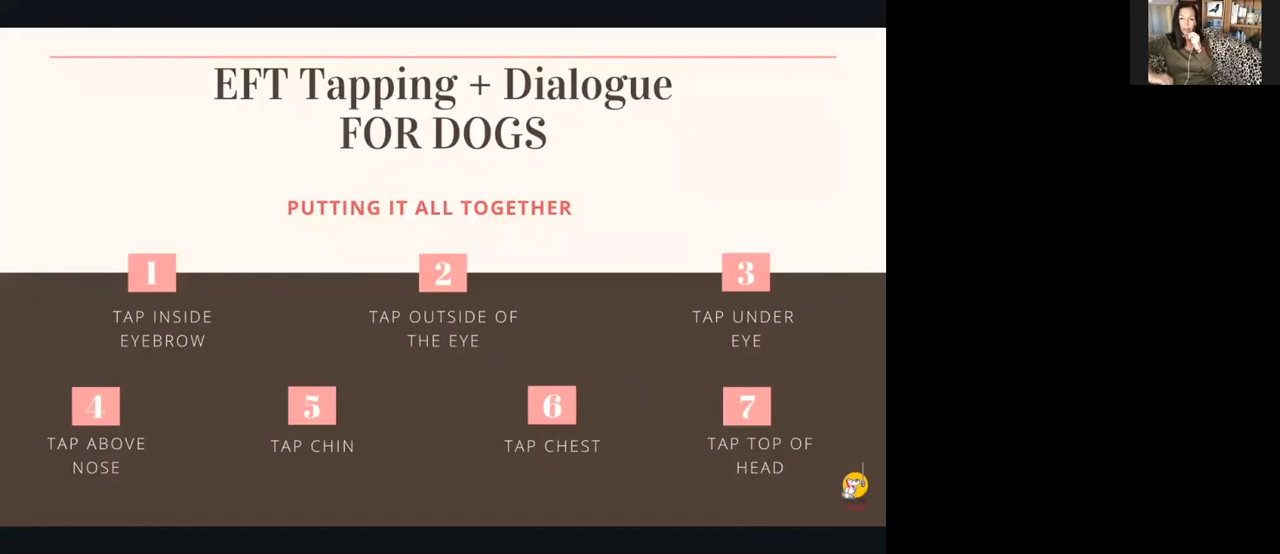 EFT Tapping + Dialogue
FOR DOGS
PUTTING IT ALL TOGETHER
1
2
3
TAP INSIDE
EYEBROW
TAP OUTSIDE OF
THE EYE
TAP UNDER
EYE
4
5
6
7
TAP ABOVE
NOSE
TAP CHIN
TAP CHEST
TAP TOP OF
HEAD